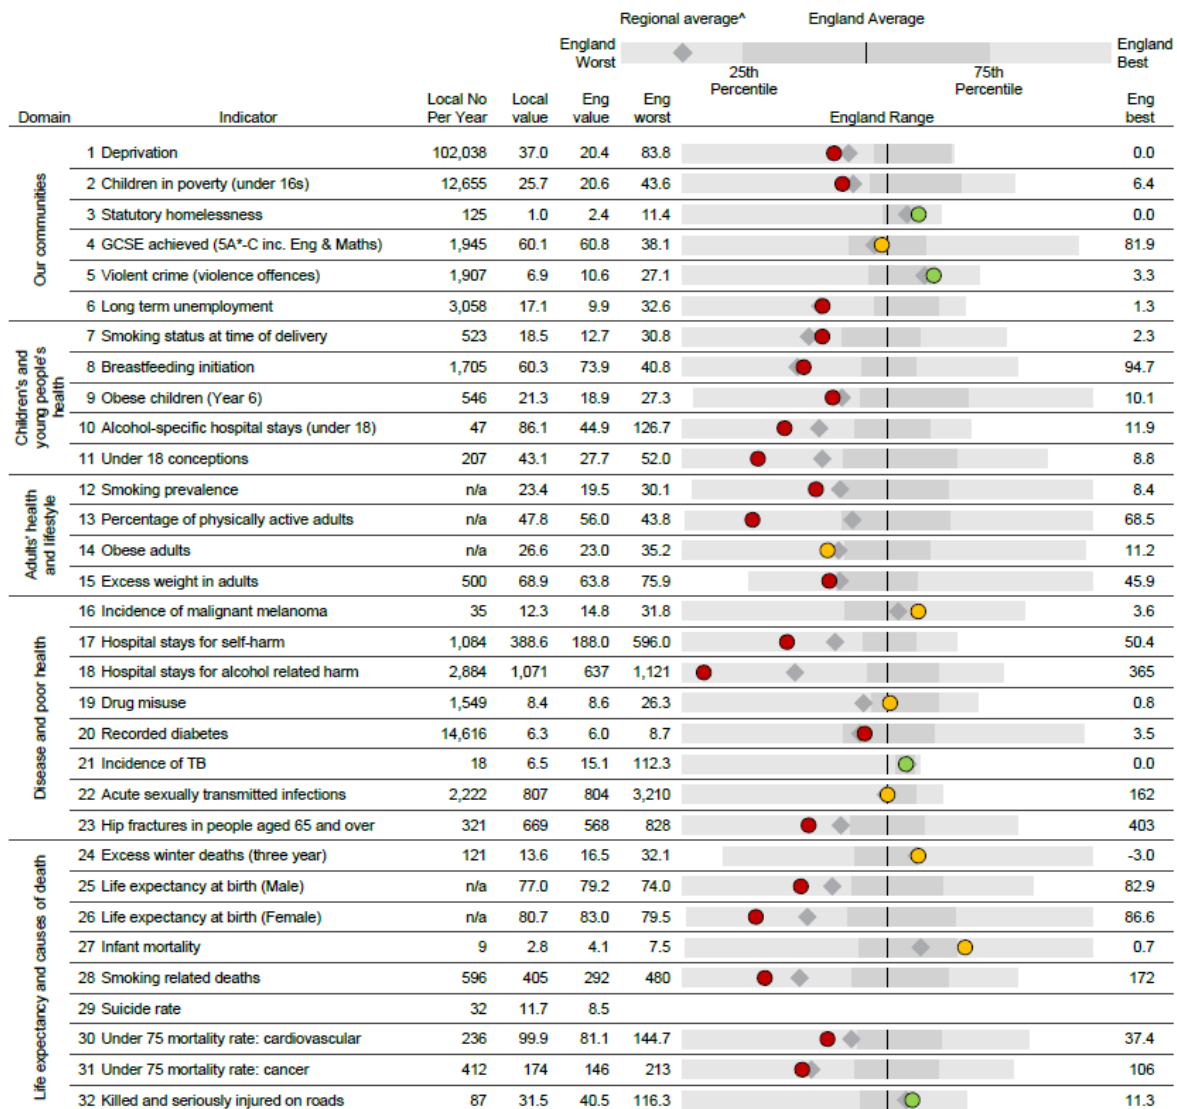 Regional average^ England Average
England Worst England Best
25th Percentile 75th Percentile
Domain Indicator Local No Per Year Local value Eng value Eng worst England Range Eng best
Our communities
1 Deprivation 102,038 37.0 20.4 83.8 0.0
2 Children in poverty (under 16s) 12,655 25.7 20.6 43.6 6.4
3 Statutory homelessness 125 1.0 2.4 11.4 0.0
4 GCSE achieved (5A*-C inc. Eng & Maths) 1,945 60.1 60.8 38.1 81.9
5 Violent crime (violence offences) 1,907 6.9 10.6 27.1 3.3
6 Long term unemployment 3,058 17.1 9.9 32.6 1.3
Children's and young people's health
7 Smoking status at time of delivery 523 18.5 12.7 30.8 2.3
8 Breastfeeding initiation 1,705 60.3 73.9 40.8 94.7
9 Obese children (Year 6) 546 21.3 18.9 27.3 10.1
10 Alcohol-specific hospital stays (under 18) 47 86.1 44.9 126.7 11.9
11 Under 18 conceptions 207 43.1 27.7 52.0 8.8
Adults' health and lifestyle
12 Smoking prevalence n/a 23.4 19.5 30.1 8.4
13 Percentage of physically active adults n/a 47.8 56.0 43.8 68.5
14 Obese adults n/a 26.6 23.0 35.2 11.2
15 Excess weight in adults 500 68.9 63.8 75.9 45.9
Disease and poor health
16 Incidence of malignant melanoma 35 12.3 14.8 31.8 3.6
17 Hospital stays for self-harm 1,084 388.6 188.0 596.0 50.4
18 Hospital stays for alcohol related harm 2,884 1,071 637 1,121 365
19 Drug misuse 1,549 8.4 8.6 26.3 0.8
20 Recorded diabetes 14,616 6.3 6.0 8.7 3.5
21 Incidence of TB 18 6.5 15.1 112.3 0.0
22 Acute sexually transmitted infections 2,222 807 804 3,210 162
23 Hip fractures in people aged 65 and over 321 669 568 828 403
Life expectancy and causes of death
24 Excess winter deaths (three year) 121 13.6 16.5 32.1 -3.0
25 Life expectancy at birth (Male) n/a 77.0 79.2 74.0 82.9
26 Life expectancy at birth (Female) n/a 80.7 83.0 79.5 86.6
27 Infant mortality 9 2.8 4.1 7.5 0.7
28 Smoking related deaths 596 405 292 480 172
29 Suicide rate 32 11.7 8.5
30 Under 75 mortality rate: cardiovascular 236 99.9 81.1 144.7 37.4
31 Under 75 mortality rate: cancer 412 174 146 213 106
32 Killed and seriously injured on roads 87 31.5 40.5 116.3 11.3